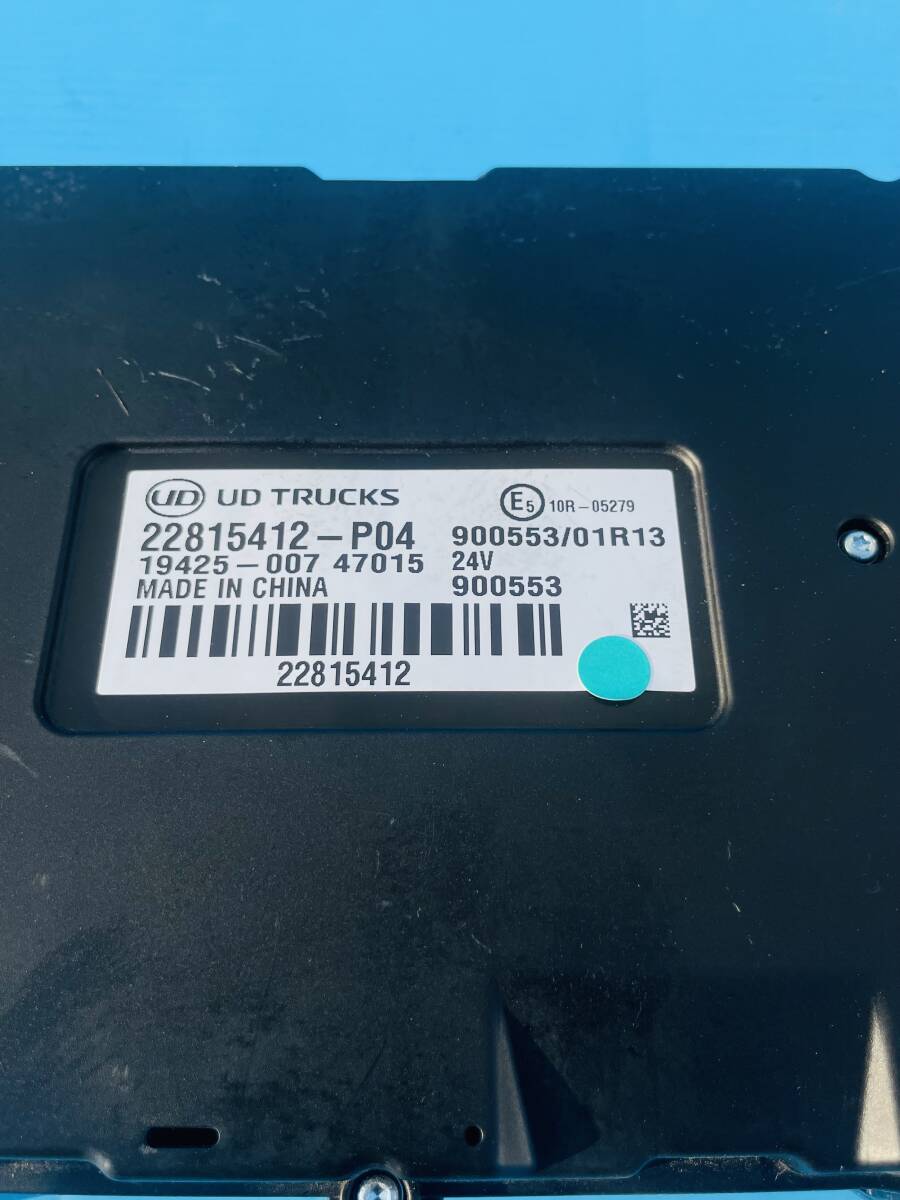 UD UD TRUCKS
E5 10R-05279
22815412-P04 900553/01R13
19425-007 47015 24V
MADE IN CHINA 900553
22815412